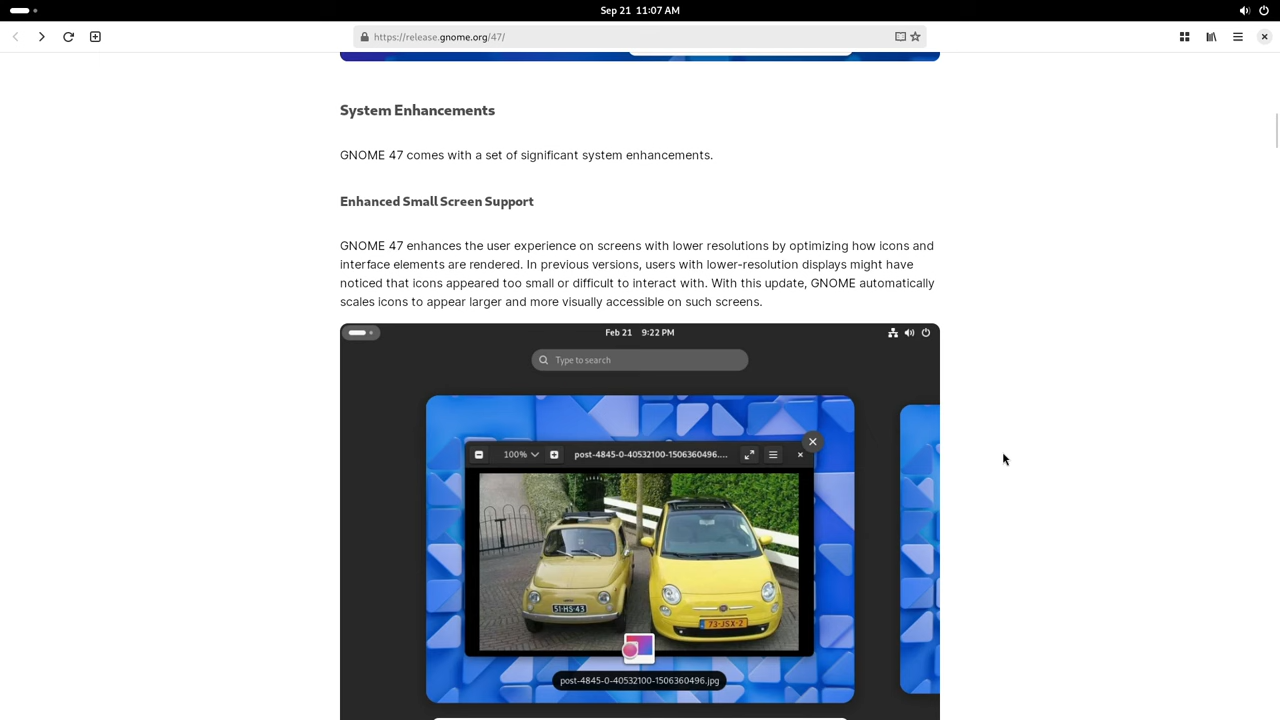 Sep 21 11:07 AM
https://release.gnome.org/47/
System Enhancements
GNOME 47 comes with a set of significant system enhancements.
Enhanced Small Screen Support
GNOME 47 enhances the user experience on screens with lower resolutions by optimizing how icons and
interface elements are rendered. In previous versions, users with lower-resolution displays might have
noticed that icons appeared too small or difficult to interact with. With this update, GNOME automatically
scales icons to appear larger and more visually accessible on such screens.
Feb 21 9:22 PM
Type to search
100%
post-4845-0-40532100-1506360496....
51-HS-43
73-JSX-2
post-4845-0-40532100-1506360496.jpg